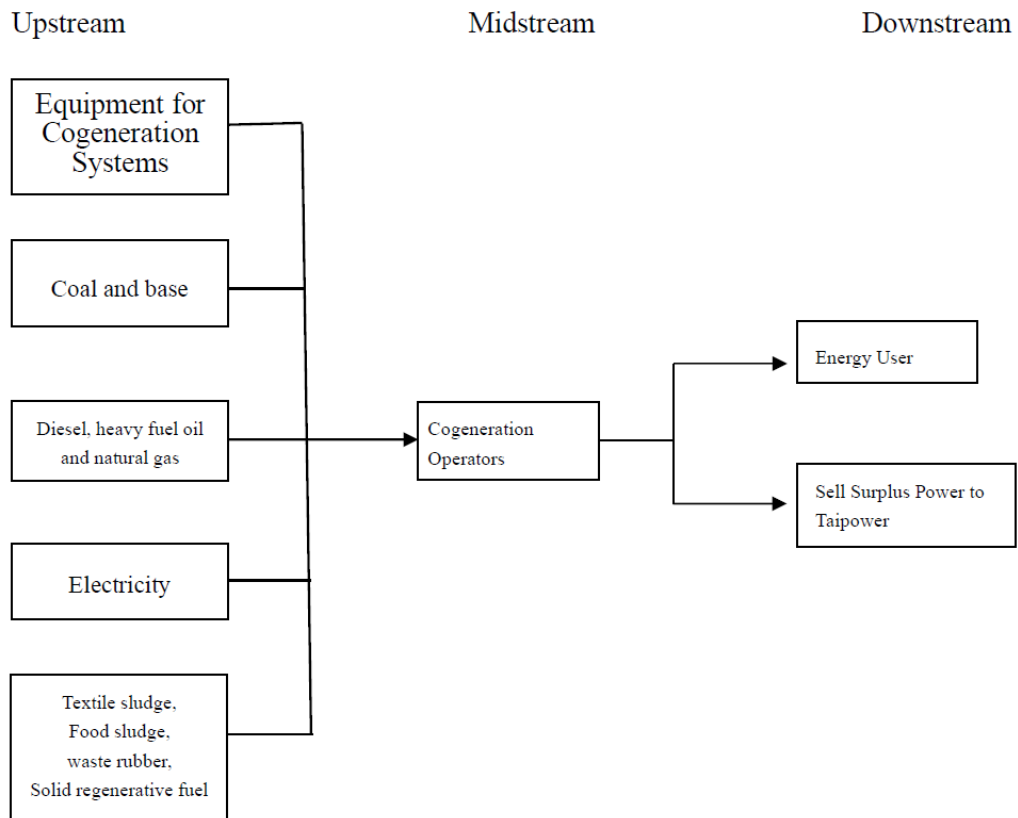 Upstream
Midstream
Downstream
Equipment for
Cogeneration
Systems
Coal and base
Diesel, heavy fuel oil
and natural gas
Electricity
Textile sludge,
Food sludge,
waste rubber,
Solid regenerative fuel
Cogeneration
Operators
Energy User
Sell Surplus Power to
Taipower